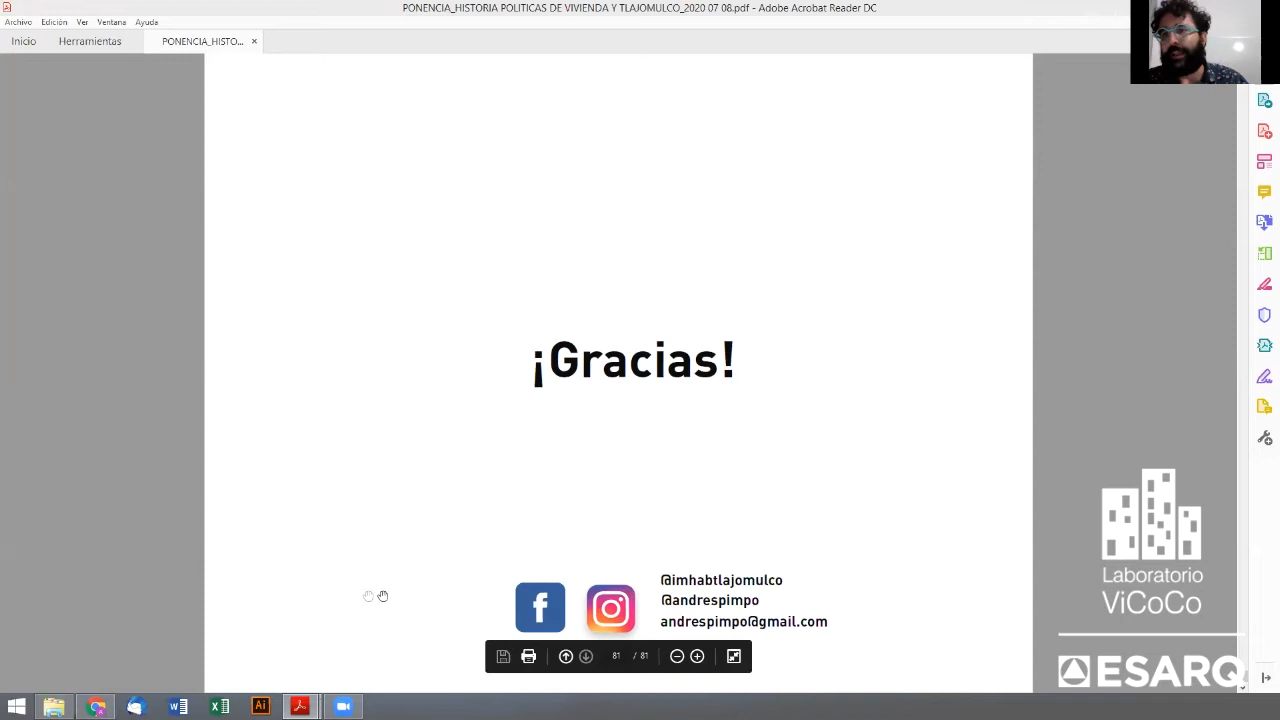 PONENCIA_HISTORIA POLITICAS DE VIVIENDA Y TLAJOMULCO_2020 07 08.pdf - Adobe Acrobat Reader DC
Archivo Edición Ver Ventana Ayuda
Inicio Herramientas PONENCIA_HISTO... ×
¡Gracias!
@imhabtlajomulco
@andrespimpo
andrespimpo@gmail.com
81 / 81
Laboratorio
ViCoCo
ESARQ